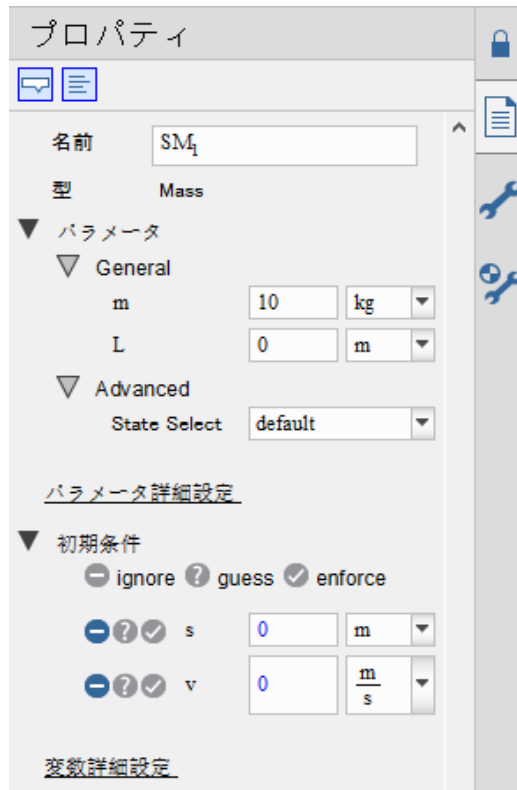 プロパティ
名前 SM1
型 Mass
パラメータ
General
m 10 kg
L 0 m
Advanced
State Select default
パラメータ詳細設定
初期条件
ignore ? guess enforce
? s 0 m
? v 0 m/s
変数詳細設定